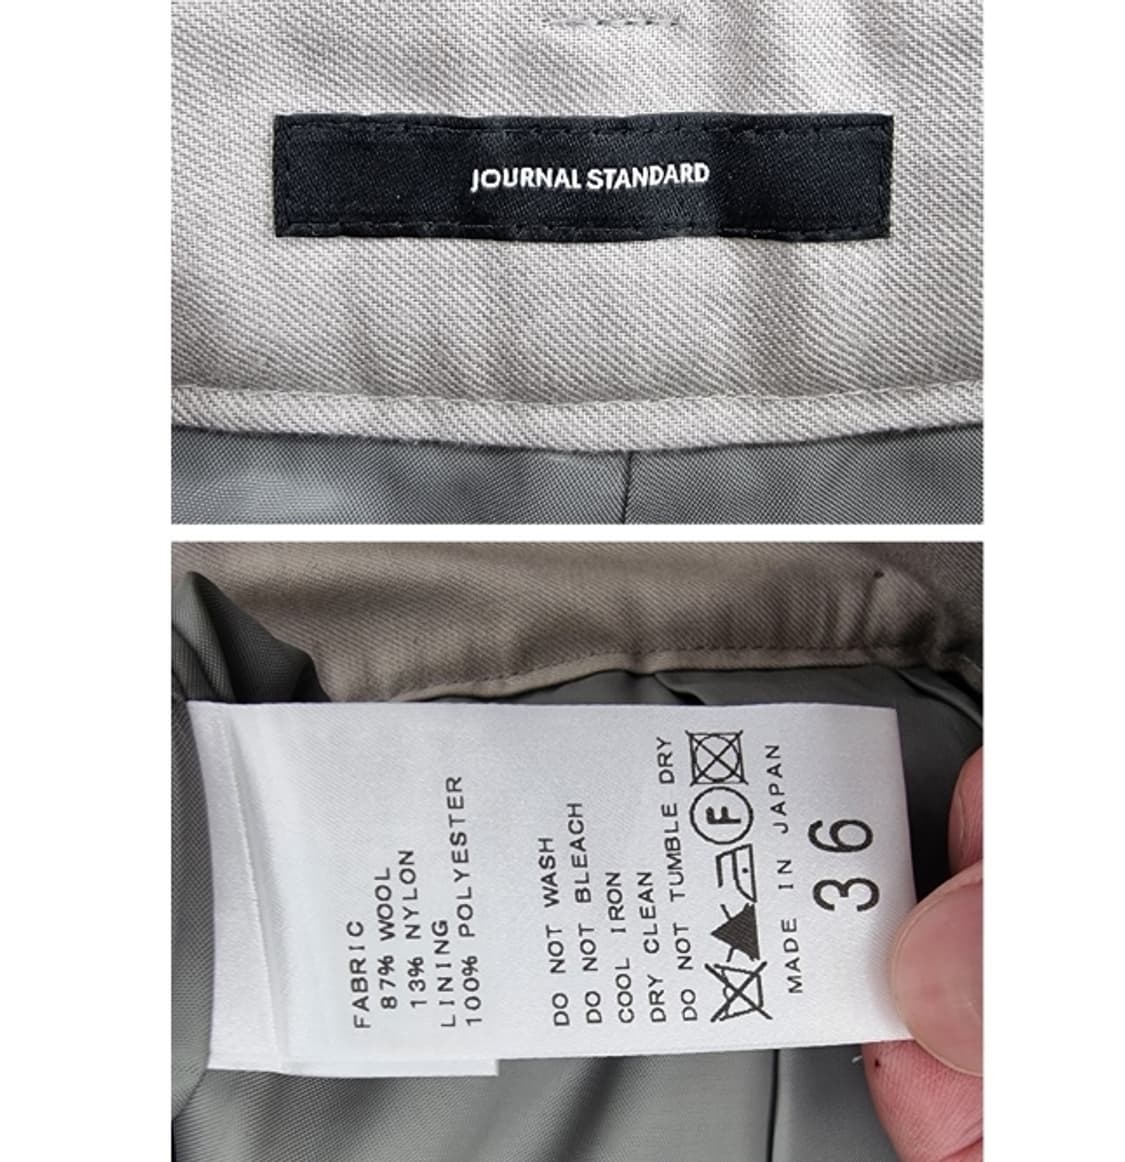 JOURNAL STANDARD
FABRIC
87% WOOL
13% NYLON
LINING
100% POLYESTER
DO NOT WASH
DO NOT BLEACH
COOL IRON
DRY CLEAN
DO NOT TUMBLE DRY
F
MADE IN JAPAN
36